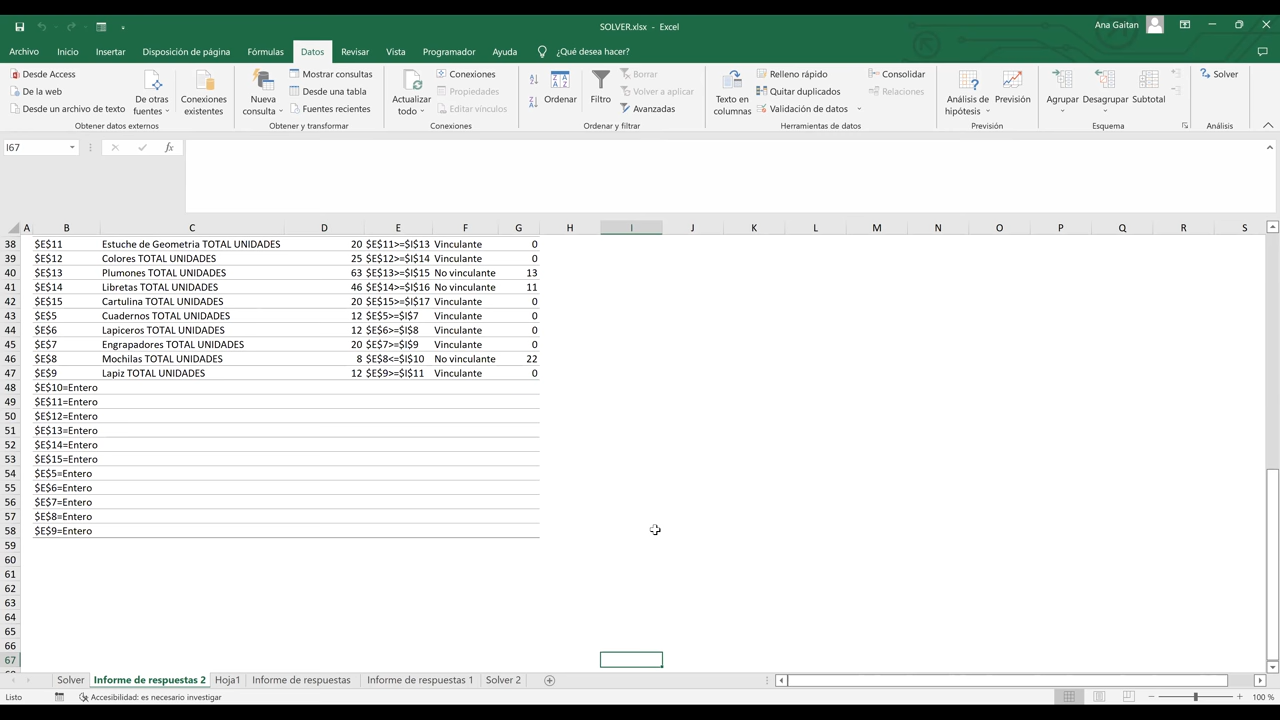 SOLVER.xlsx - Excel
Ana Gaitan
Archivo Inicio Insertar Disposición de página Fórmulas Datos Revisar Vista Programador Ayuda ¿Qué desea hacer?
Desde Access
De la web
Desde un archivo de texto
De otras fuentes
Conexiones existentes
Obtener datos externos
Nueva consulta
Mostrar consultas
Desde una tabla
Fuentes recientes
Obtener y transformar
Actualizar todo
Conexiones
Propiedades
Editar vínculos
Conexiones
Ordenar
Filtro
Borrar
Volver a aplicar
Avanzadas
Ordenar y filtrar
Texto en columnas
Relleno rápido
Quitar duplicados
Validación de datos
Consolidar
Relaciones
Herramientas de datos
Análisis de hipótesis
Previsión
Previsión
Agrupar
Desagrupar
Subtotal
Esquema
Solver
Análisis
I67
fx
A B C D E F G H I J K L M N O P Q R S
38 $E$11 Estuche de Geometria TOTAL UNIDADES 20 $E$11>=$I$13 Vinculante 0
39 $E$12 Colores TOTAL UNIDADES 25 $E$12>=$I$14 Vinculante 0
40 $E$13 Plumones TOTAL UNIDADES 63 $E$13>=$I$15 No vinculante 13
41 $E$14 Libretas TOTAL UNIDADES 46 $E$14>=$I$16 No vinculante 11
42 $E$15 Cartulina TOTAL UNIDADES 20 $E$15>=$I$17 Vinculante 0
43 $E$5 Cuadernos TOTAL UNIDADES 12 $E$5>=$I$7 Vinculante 0
44 $E$6 Lapiceros TOTAL UNIDADES 12 $E$6>=$I$8 Vinculante 0
45 $E$7 Engrapadores TOTAL UNIDADES 20 $E$7>=$I$9 Vinculante 0
46 $E$8 Mochilas TOTAL UNIDADES 8 $E$8<=$I$10 No vinculante 22
47 $E$9 Lapiz TOTAL UNIDADES 12 $E$9>=$I$11 Vinculante 0
48 $E$10=Entero
49 $E$11=Entero
50 $E$12=Entero
51 $E$13=Entero
52 $E$14=Entero
53 $E$15=Entero
54 $E$5=Entero
55 $E$6=Entero
56 $E$7=Entero
57 $E$8=Entero
58 $E$9=Entero
59
60
61
62
63
64
65
66
67
Solver Informe de respuestas 2 Hoja1 Informe de respuestas Informe de respuestas 1 Solver 2
Listo Accesibilidad: es necesario investigar 100 %